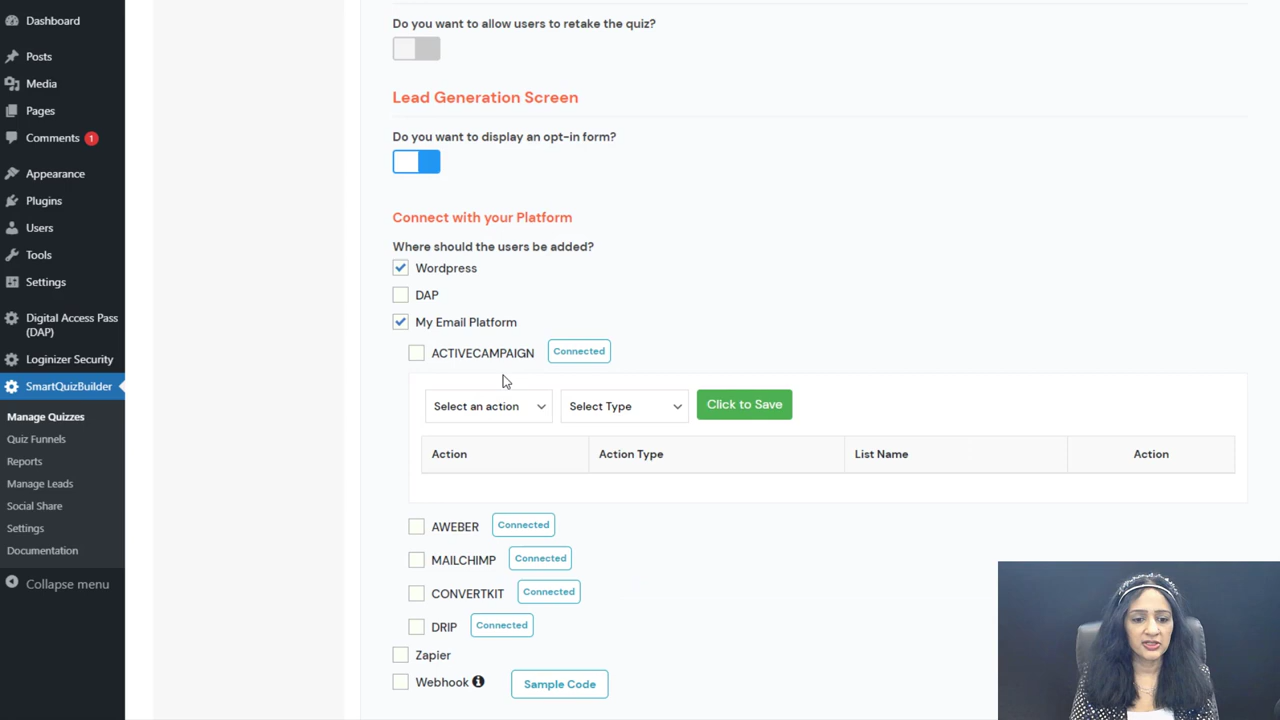 Dashboard
Posts
Media
Pages
Comments 1
Appearance
Plugins
Users
Tools
Settings
Digital Access Pass
(DAP)
Loginizer Security
SmartQuizBuilder
Manage Quizzes
Quiz Funnels
Reports
Manage Leads
Social Share
Settings
Documentation
Collapse menu
Do you want to allow users to retake the quiz?
Lead Generation Screen
Do you want to display an opt-in form?
Connect with your Platform
Where should the users be added?
Wordpress
DAP
My Email Platform
ACTIVECAMPAIGN Connected
Select an action Select Type Click to Save
Action Action Type List Name Action
AWEBER Connected
MAILCHIMP Connected
CONVERTKIT Connected
DRIP Connected
Zapier
Webhook Sample Code